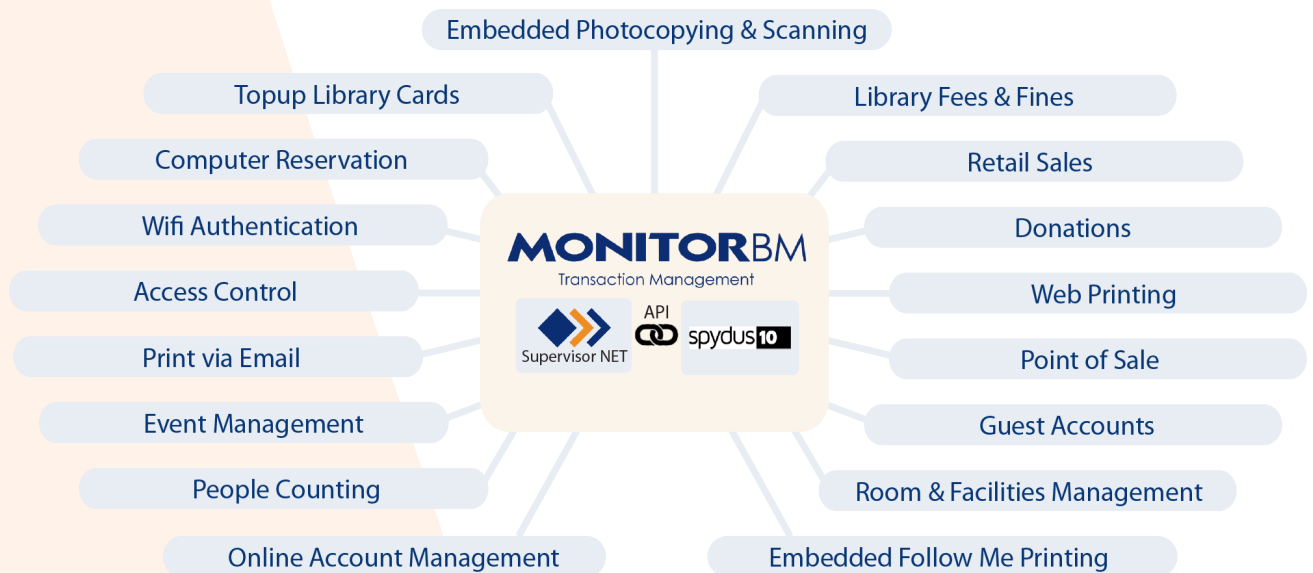 Embedded Photocopying & Scanning
Topup Library Cards
Library Fees & Fines
Computer Reservation
Retail Sales
Wifi Authentication
Donations
MONITORBM
Transaction Management
Access Control
Web Printing
API
Supervisor NET
spydus10
Print via Email
Point of Sale
Event Management
Guest Accounts
People Counting
Room & Facilities Management
Online Account Management
Embedded Follow Me Printing